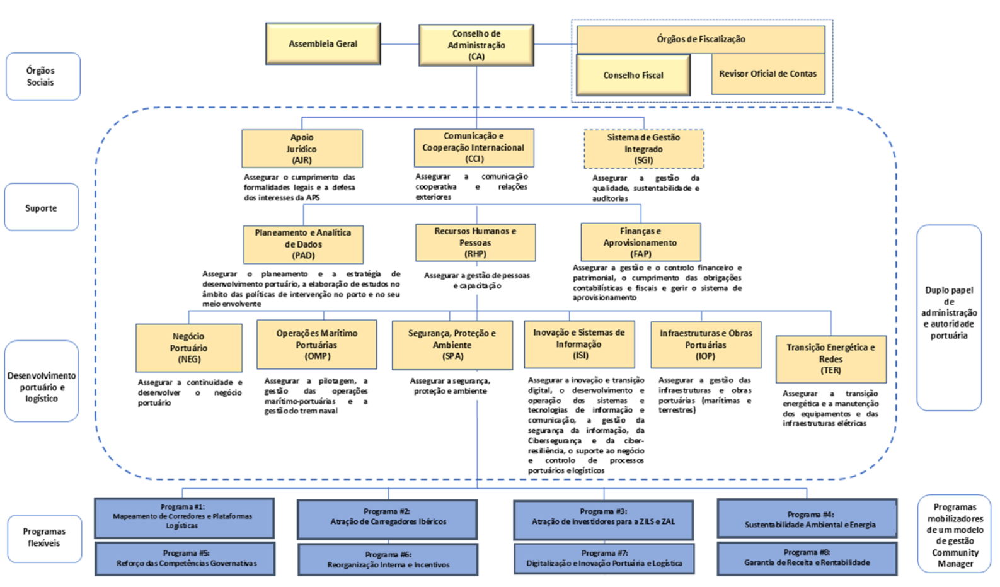 Órgãos
Sociais
Assembleia Geral
Conselho de
Administração
(CA)
Órgãos de Fiscalização
Conselho Fiscal
Revisor Oficial de Contas
Suporte
Apoio
Jurídico
(AJR)
Assegurar o cumprimento das
formalidades legais e a defesa
dos interesses da APS
Comunicação e
Cooperação Internacional
(CCI)
Assegurar a comunicação
cooperativa e relações
exteriores
Sistema de Gestão
Integrado
(SGI)
Assegurar a gestão da
qualidade, sustentabilidade e
auditorias
Planeamento e Analítica
de Dados
(PAD)
Assegurar o planeamento e a estratégia de
desenvolvimento portuário, a elaboração de estudos no
âmbito das políticas de intervenção no porto e no seu
meio envolvente
Recursos Humanos e
Pessoas
(RHP)
Assegurar a gestão de pessoas
e capacitação
Finanças e
Aprovisionamento
(FAP)
Assegurar a gestão e o controlo financeiro e
patrimonial, o cumprimento das obrigações
contabilísticas e fiscais e gerir o sistema de
aprovisionamento
Duplo papel
de
administração
e autoridade
portuária
Desenvolvimento
portuário e
logístico
Negócio
Portuário
(NEG)
Assegurar a continuidade e
desenvolver o negócio
portuário
Operações Marítimo
Portuárias
(OMP)
Assegurar a pilotagem, a
gestão das operações
marítimo-portuárias e a
gestão do trem naval
Segurança, Proteção e
Ambiente
(SPA)
Assegurar a segurança,
proteção e ambiente
Inovação e Sistemas de
Informação
(ISI)
Assegurar a inovação e transição
digital, o desenvolvimento e
operação dos sistemas e
tecnologias de informação e
comunicação, a gestão da
segurança da informação, da
Cibersegurança e da ciber-
resiliência, o suporte ao negócio
e controlo de processos
portuários e logísticos
Infraestruturas e Obras
Portuárias
(IOP)
Assegurar a gestão das
infraestruturas e obras
portuárias (marítimas e
terrestres)
Transição Energética e
Redes
(TER)
Assegurar a transição
energética e a manutenção
dos equipamentos e das
infraestruturas elétricas
Programas
flexíveis
Programa #1:
Mapeamento de Corredores e Plataformas
Logísticas
Programa #2:
Atração de Carregadores Ibéricos
Programa #3:
Atração de Investidores para a ZILS e ZAL
Programa #4:
Sustentabilidade Ambiental e Energia
Programa #5:
Reforço das Competências Governativas
Programa #6:
Reorganização Interna e Incentivos
Programa #7:
Digitalização e Inovação Portuária e Logística
Programa #8:
Garantia de Receita e Rentabilidade
Programas
mobilizadores
de um modelo
de gestão
Community
Manager